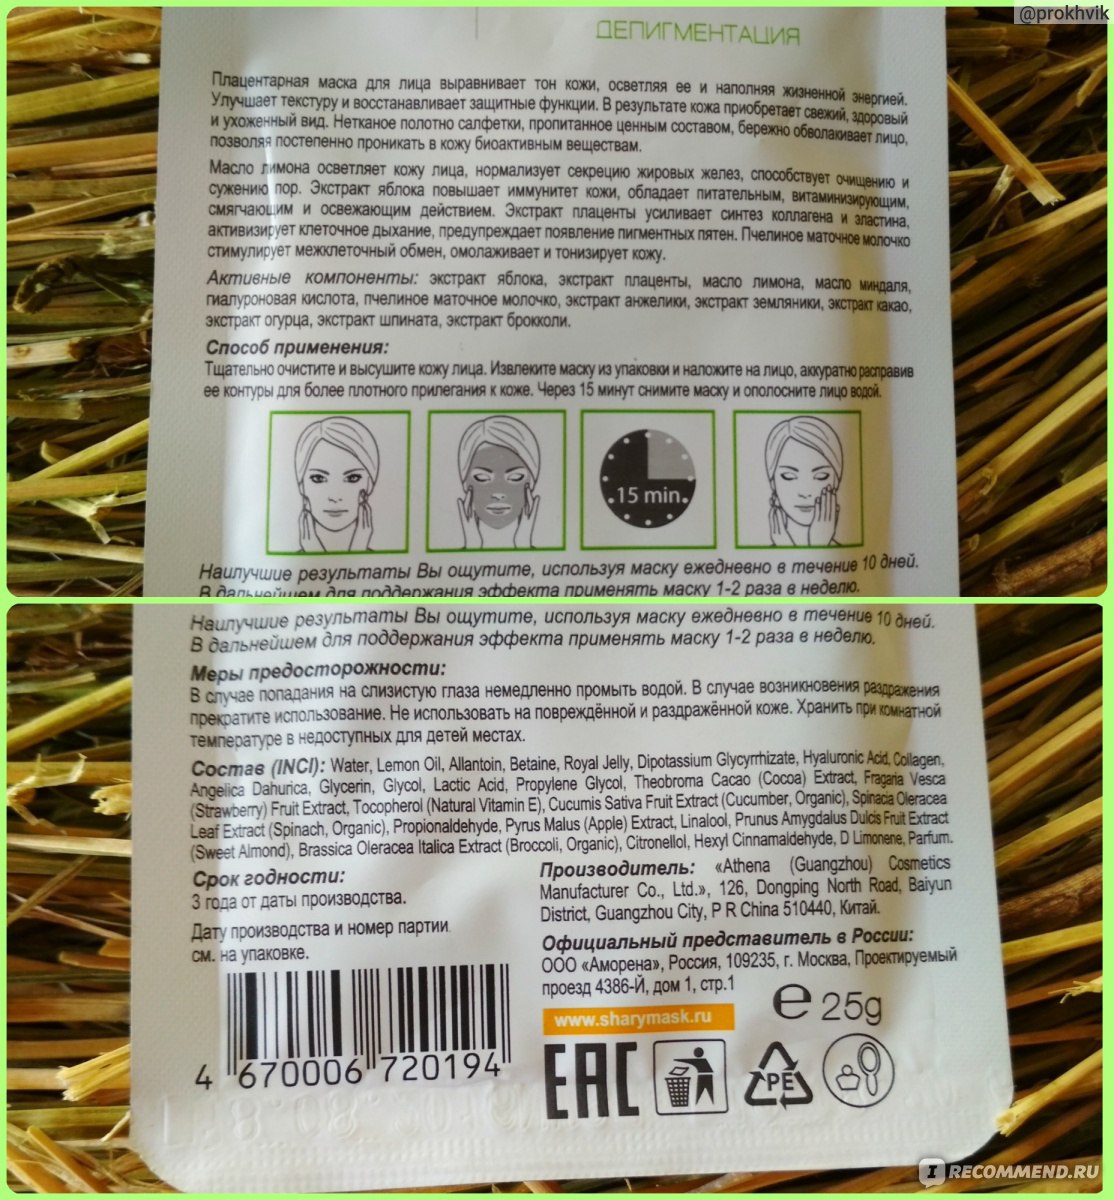 @prokhvik
ДЕПИГМЕНТАЦИЯ
Плацентарная маска для лица выравнивает тон кожи, осветляя ее и наполняя жизненной энергией.
Улучшает текстуру и восстанавливает защитные функции. В результате кожа приобретает свежий, здоровый
и ухоженный вид. Нетканое полотно салфетки, пропитанное ценным составом, бережно обволакивает лицо,
позволяя постепенно проникать в кожу биоактивным веществам.
Масло лимона осветляет кожу лица, нормализует секрецию жировых желез, способствует очищению и
сужению пор. Экстракт яблока повышает иммунитет кожи, обладает питательным, витаминизирующим,
смягчающим и освежающим действием. Экстракт плаценты усиливает синтез коллагена и эластина,
активизирует клеточное дыхание, предупреждает появление пигментных пятен. Пчелиное маточное молочко
стимулирует межклеточный обмен, омолаживает и тонизирует кожу.
Активные компоненты: экстракт яблока, экстракт плаценты, масло лимона, масло миндаля,
гиалуроновая кислота, пчелиное маточное молочко, экстракт анжелики, экстракт земляники, экстракт какао,
экстракт огурца, экстракт шпината, экстракт брокколи.
Способ применения:
Тщательно очистите и высушите кожу лица. Извлеките маску из упаковки и наложите на лицо, аккуратно расправив
ее контуры для более плотного прилегания к коже. Через 15 минут снимите маску и ополосните лицо водой.
15 min.
Наилучшие результаты Вы ощутите, используя маску ежедневно в течение 10 дней.
В дальнейшем для поддержания эффекта применять маску 1-2 раза в неделю.
Наилучшие результаты Вы ощутите, используя маску ежедневно в течение 10 дней.
В дальнейшем для поддержания эффекта применять маску 1-2 раза в неделю.
Меры предосторожности:
В случае попадания на слизистую глаза немедленно промыть водой. В случае возникновения раздражения
прекратите использование. Не использовать на повреждённой и раздражённой коже. Хранить при комнатной
температуре в недоступных для детей местах.
Состав (INCI): Water, Lemon Oil, Allantoin, Betaine, Royal Jelly, Dipotassium Glycyrrhizate, Hyaluronic Acid, Collagen,
Angelica Dahurica, Glycerin, Glycol, Lactic Acid, Propylene Glycol, Theobroma Cacao (Cocoa) Extract, Fragaria Vesca
(Strawberry) Fruit Extract, Tocopherol (Natural Vitamin E), Cucumis Sativa Fruit Extract (Cucumber, Organic), Spinacia Oleracea
Leaf Extract (Spinach, Organic), Propionaldehyde, Pyrus Malus (Apple) Extract, Linalool, Prunus Amygdalus Dulcis Fruit Extract
(Sweet Almond), Brassica Oleracea Italica Extract (Broccoli, Organic), Citronellol, Hexyl Cinnamaldehyde, D Limonene, Parfum.
Срок годности:
3 года от даты производства.
Дату производства и номер партии
см. на упаковке.
Производитель: «Athena (Guangzhou) Cosmetics
Manufacturer Co., Ltd.», 126, Dongping North Road, Baiyun
District, Guangzhou City, P R China 510440, Китай.
Официальный представитель в России:
ООО «Аморена», Россия, 109235, г. Москва, Проектируемый
проезд 4386-Й, дом 1, стр.1
www.sharymask.ru
℮ 25g
4 670006 720194
EAC
PE
IRECOMMEND.RU